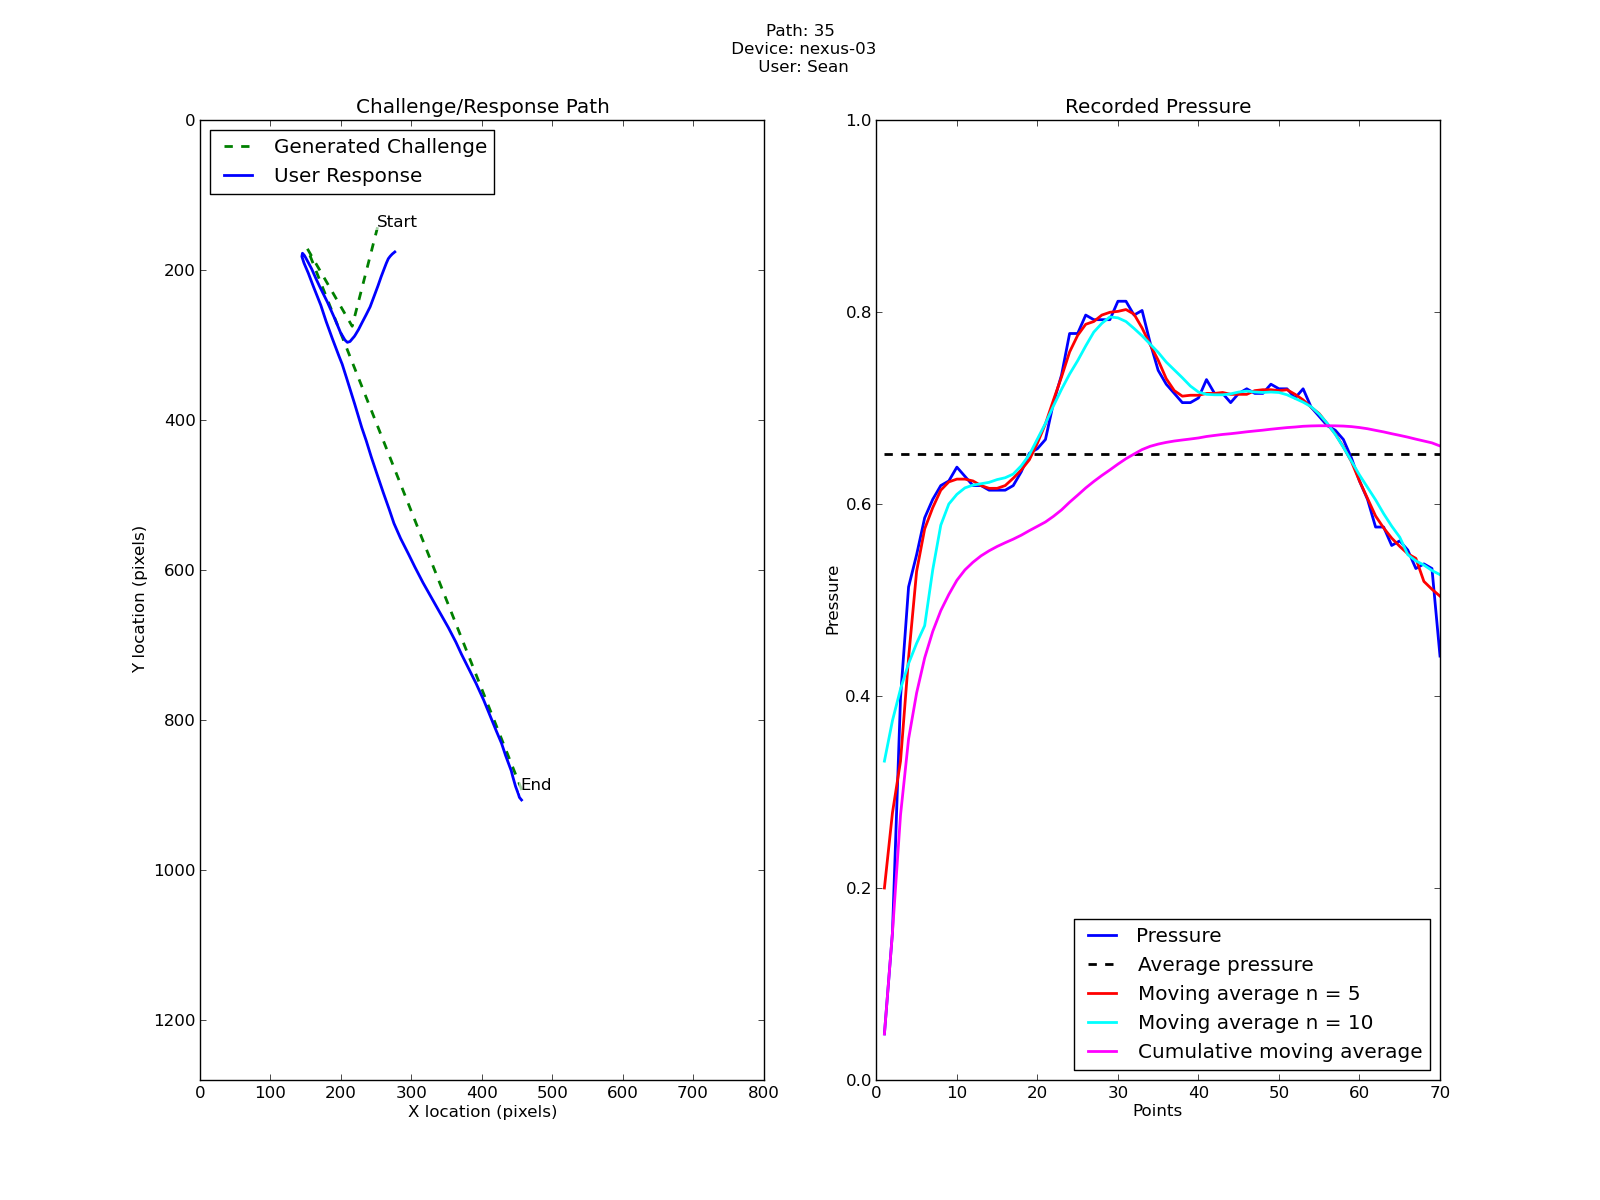 Path: 35
Device: nexus-03
User: Sean
Challenge/Response Path
0
200
400
600
800
1000
1200
Y location (pixels)
Generated Challenge
User Response
Start
End
0 100 200 300 400 500 600 700 800
X location (pixels)
Recorded Pressure
1.0
0.8
0.6
0.4
0.2
0.0
Pressure
Pressure
Average pressure
Moving average n = 5
Moving average n = 10
Cumulative moving average
0 10 20 30 40 50 60 70
Points